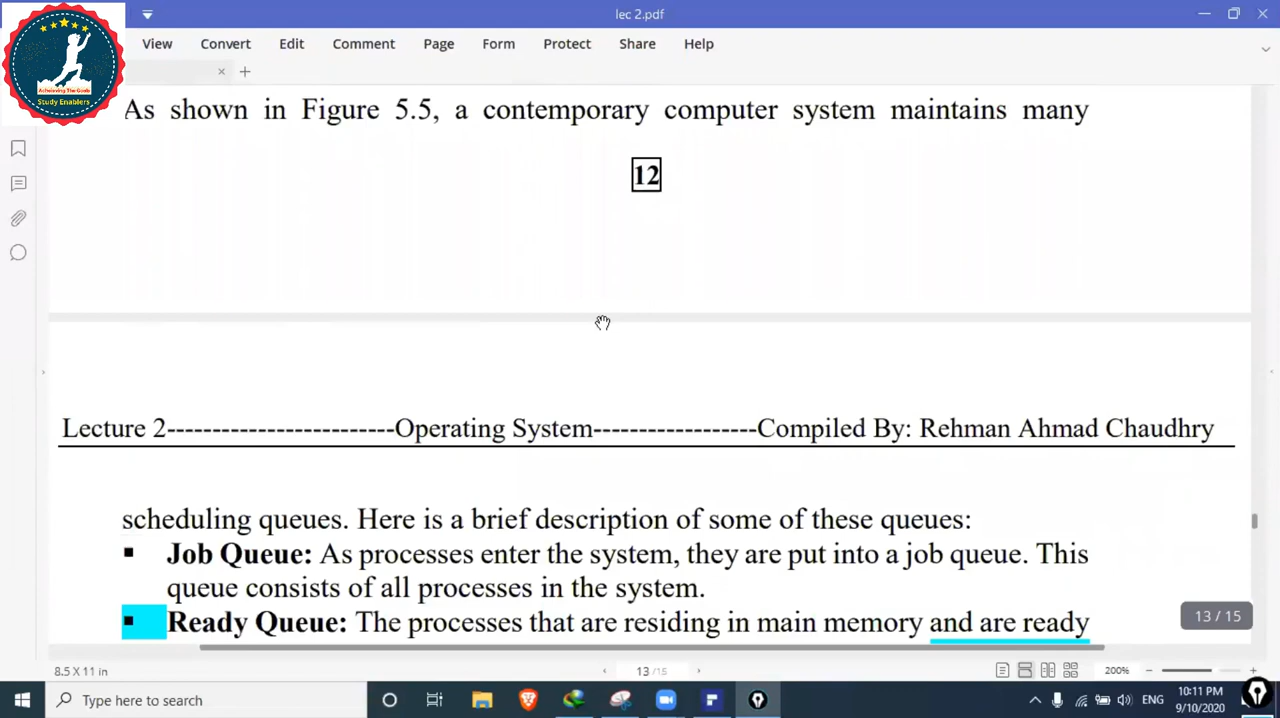 lec 2.pdf
View Convert Edit Comment Page Form Protect Share Help
Acheieving The Goals
Study Enablers
As shown in Figure 5.5, a contemporary computer system maintains many
12
Lecture 2-------------------------Operating System------------------Compiled By: Rehman Ahmad Chaudhry
scheduling queues. Here is a brief description of some of these queues:
▪ Job Queue: As processes enter the system, they are put into a job queue. This
queue consists of all processes in the system.
▪ Ready Queue: The processes that are residing in main memory and are ready
13 / 15
8.5 X 11 in
13 /15
200%
Type here to search
ENG
10:11 PM
9/10/2020